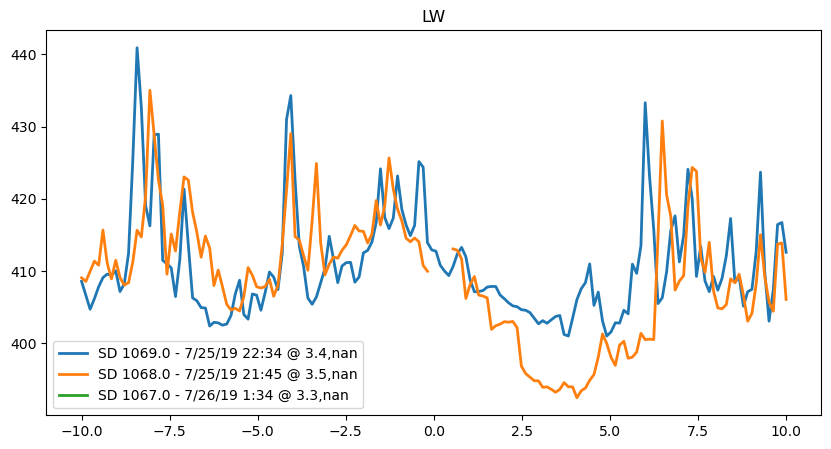 LW
440
430
420
410
400
SD 1069.0 - 7/25/19 22:34 @ 3.4,nan
SD 1068.0 - 7/25/19 21:45 @ 3.5,nan
SD 1067.0 - 7/26/19 1:34 @ 3.3,nan
−10.0 −7.5 −5.0 −2.5 0.0 2.5 5.0 7.5 10.0